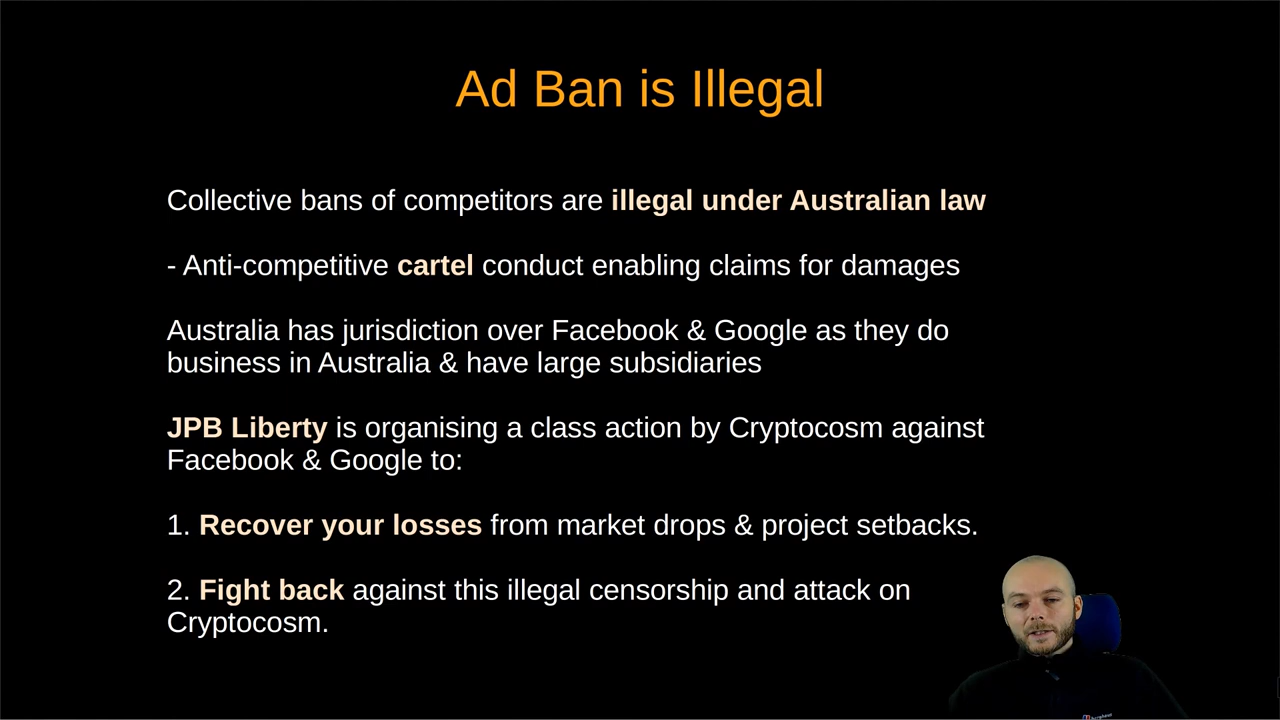 Ad Ban is Illegal
Collective bans of competitors are illegal under Australian law
- Anti-competitive cartel conduct enabling claims for damages
Australia has jurisdiction over Facebook & Google as they do
business in Australia & have large subsidiaries
JPB Liberty is organising a class action by Cryptocosm against
Facebook & Google to:
1. Recover your losses from market drops & project setbacks.
2. Fight back against this illegal censorship and attack on
Cryptocosm.